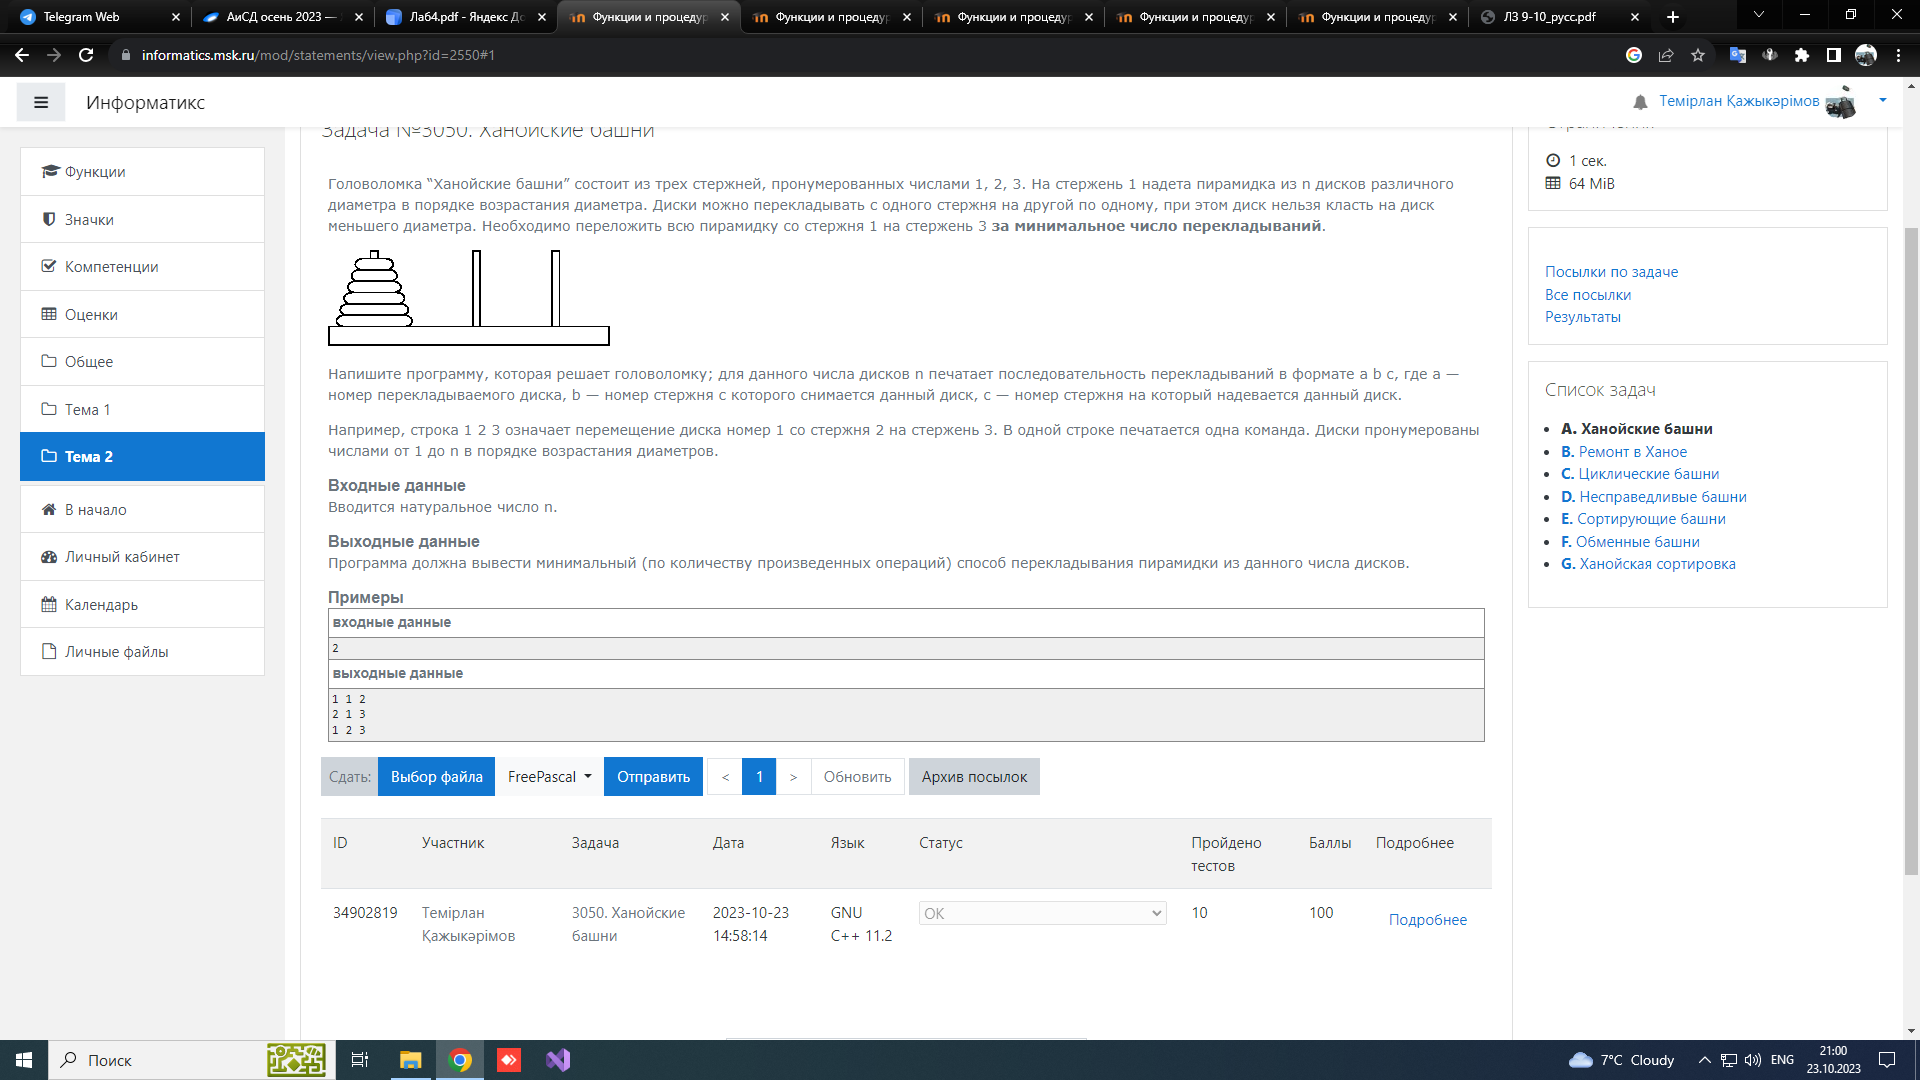 Telegram Web
АиСД осень 2023 —
Лаб4.pdf - Яндекс До
Функции и процедур
Функции и процедур
Функции и процедур
Функции и процедур
Функции и процедур
ЛЗ 9-10_русс.pdf
informatics.msk.ru/mod/statements/view.php?id=2550#1
Информатикс
Темірлан Қажыкәрімов
Функции
Значки
Компетенции
Оценки
Общее
Тема 1
Тема 2
В начало
Личный кабинет
Календарь
Личные файлы
Задача №3050. Ханойские башни
Головоломка “Ханойские башни” состоит из трех стержней, пронумерованных числами 1, 2, 3. На стержень 1 надета пирамидка из n дисков различного
диаметра в порядке возрастания диаметра. Диски можно перекладывать с одного стержня на другой по одному, при этом диск нельзя класть на диск
меньшего диаметра. Необходимо переложить всю пирамидку со стержня 1 на стержень 3 за минимальное число перекладываний.
Напишите программу, которая решает головоломку; для данного числа дисков n печатает последовательность перекладываний в формате a b c, где a —
номер перекладываемого диска, b — номер стержня с которого снимается данный диск, c — номер стержня на который надевается данный диск.
Например, строка 1 2 3 означает перемещение диска номер 1 со стержня 2 на стержень 3. В одной строке печатается одна команда. Диски пронумерованы
числами от 1 до n в порядке возрастания диаметров.
Входные данные
Вводится натуральное число n.
Выходные данные
Программа должна вывести минимальный (по количеству произведенных операций) способ перекладывания пирамидки из данного числа дисков.
Примеры
входные данные
2
выходные данные
1 1 2
2 1 3
1 2 3
Сдать: Выбор файла FreePascal Отправить < 1 > Обновить Архив посылок
ID Участник Задача Дата Язык Статус Пройдено тестов Баллы Подробнее
34902819 Темірлан Қажыкәрімов 3050. Ханойские башни 2023-10-23 14:58:14 GNU C++ 11.2 OK 10 100 Подробнее
1 сек.
64 MiB
Посылки по задаче
Все посылки
Результаты
Список задач
A. Ханойские башни
B. Ремонт в Ханое
C. Циклические башни
D. Несправедливые башни
E. Сортирующие башни
F. Обменные башни
G. Ханойская сортировка
Поиск
7°C Cloudy
ENG
21:00
23.10.2023